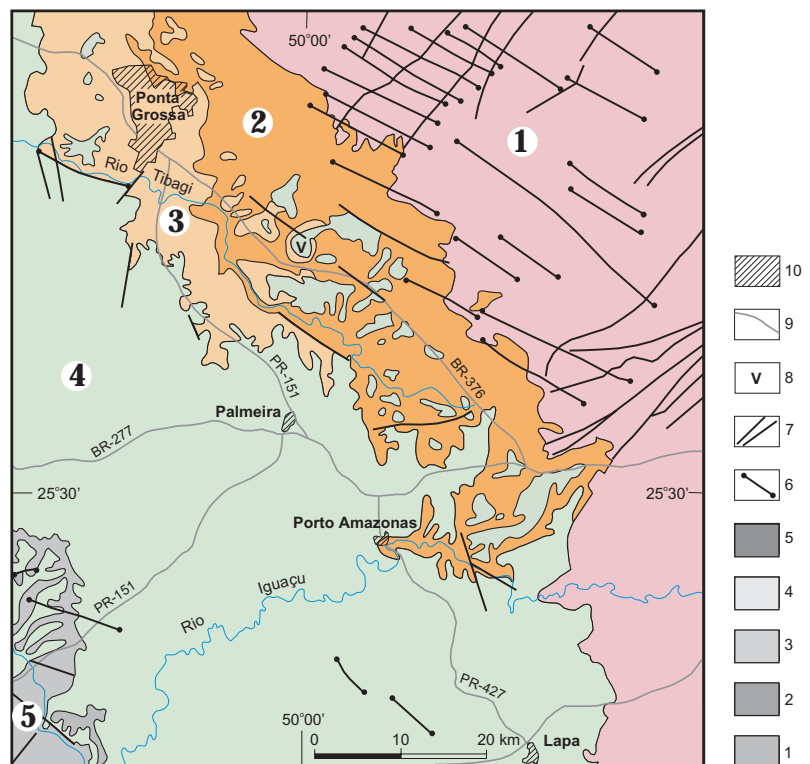 50°00'
1
Ponta
Grossa
2
Rio
Tibagi
3
V
4
PR-151
BR-376
Palmeira
BR-277
25°30'
25°30'
Porto Amazonas
PR-151
Rio
Iguaçu
PR-427
5
50°00'
0
10
20 km
Lapa
10
9
V
8
7
6
5
4
3
2
1